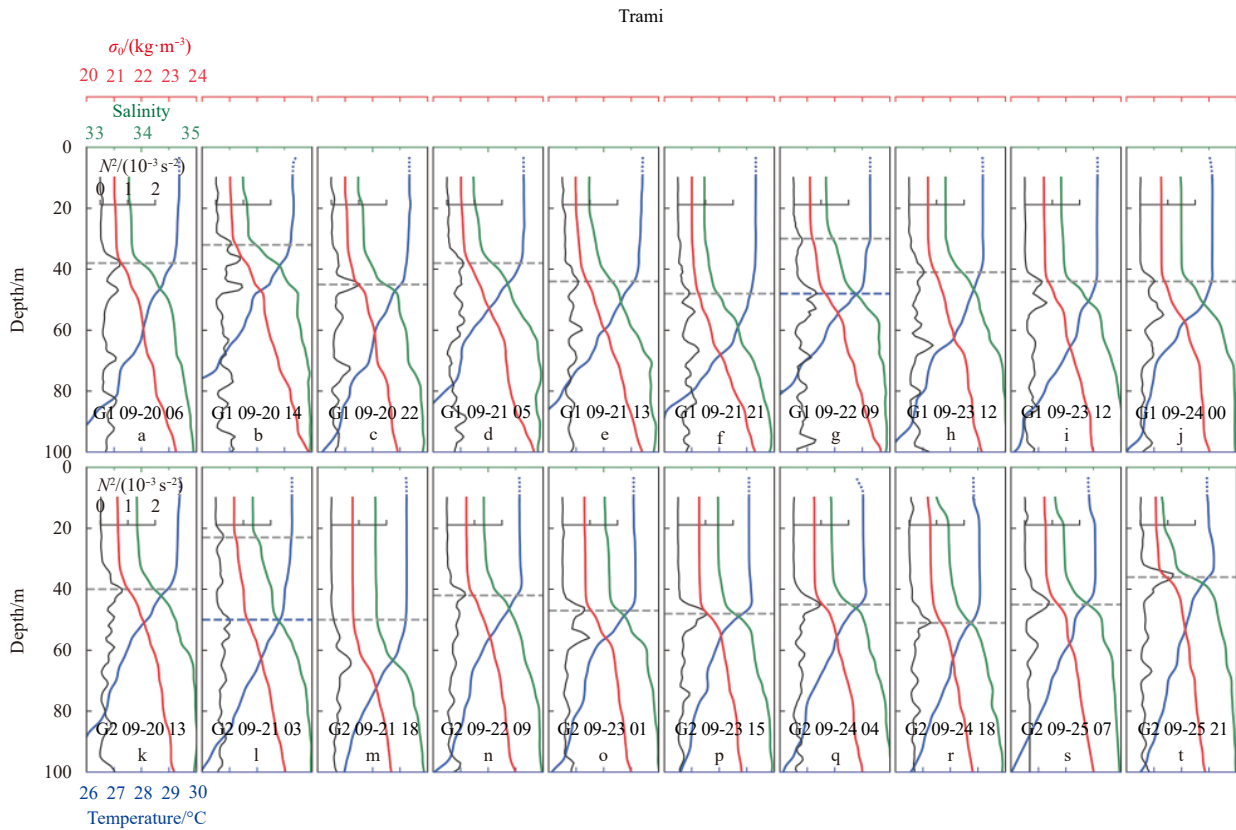 Trami
σ₀/(kg·m⁻³)
20 21 22 23 24
Salinity
33 34 35
0
N²/(10⁻³ s⁻²)
0 1 2
20
40
60
80
100
Depth/m
G1 09-20 06
a
G1 09-20 14
b
G1 09-20 22
c
G1 09-21 05
d
G1 09-21 13
e
G1 09-21 21
f
G1 09-22 09
g
G1 09-23 12
h
G1 09-23 12
i
G1 09-24 00
j
0
N²/(10⁻³ s⁻²)
0 1 2
20
40
60
80
100
Depth/m
G2 09-20 13
k
G2 09-21 03
l
G2 09-21 18
m
G2 09-22 09
n
G2 09-23 01
o
G2 09-23 15
p
G2 09-24 04
q
G2 09-24 18
r
G2 09-25 07
s
G2 09-25 21
t
26 27 28 29 30
Temperature/°C